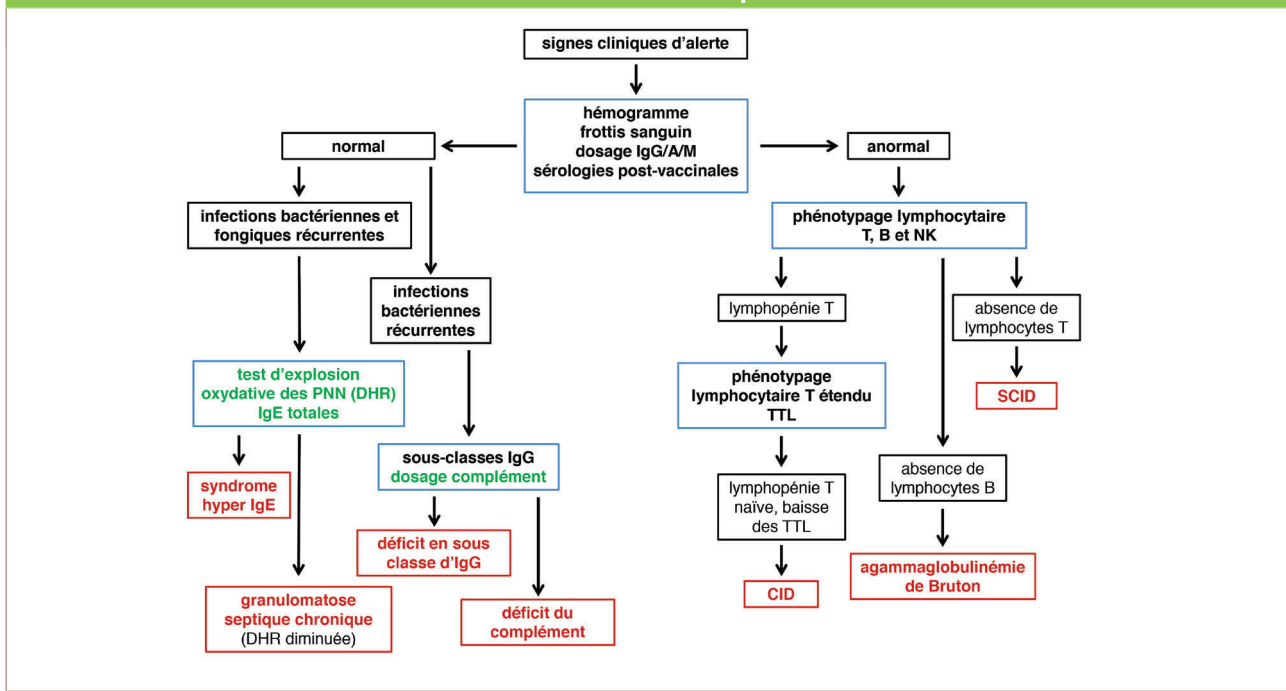 signes cliniques d'alerte
hémogramme
frottis sanguin
dosage IgG/A/M
sérologies post-vaccinales
normal
anormal
infections bactériennes et
fongiques récurrentes
phénotypage lymphocytaire
T, B et NK
infections
bactériennes
récurrentes
lymphopénie T
absence de
lymphocytes T
test d'explosion
oxydative des PNN (DHR)
IgE totales
phénotypage
lymphocytaire T étendu
TTL
SCID
sous-classes IgG
dosage complément
absence de
lymphocytes B
syndrome
hyper IgE
lymphopénie T
naïve, baisse
des TTL
déficit en sous
classe d'IgG
agammaglobulinémie
de Bruton
CID
granulomatose
septique chronique
(DHR diminuée)
déficit du
complément